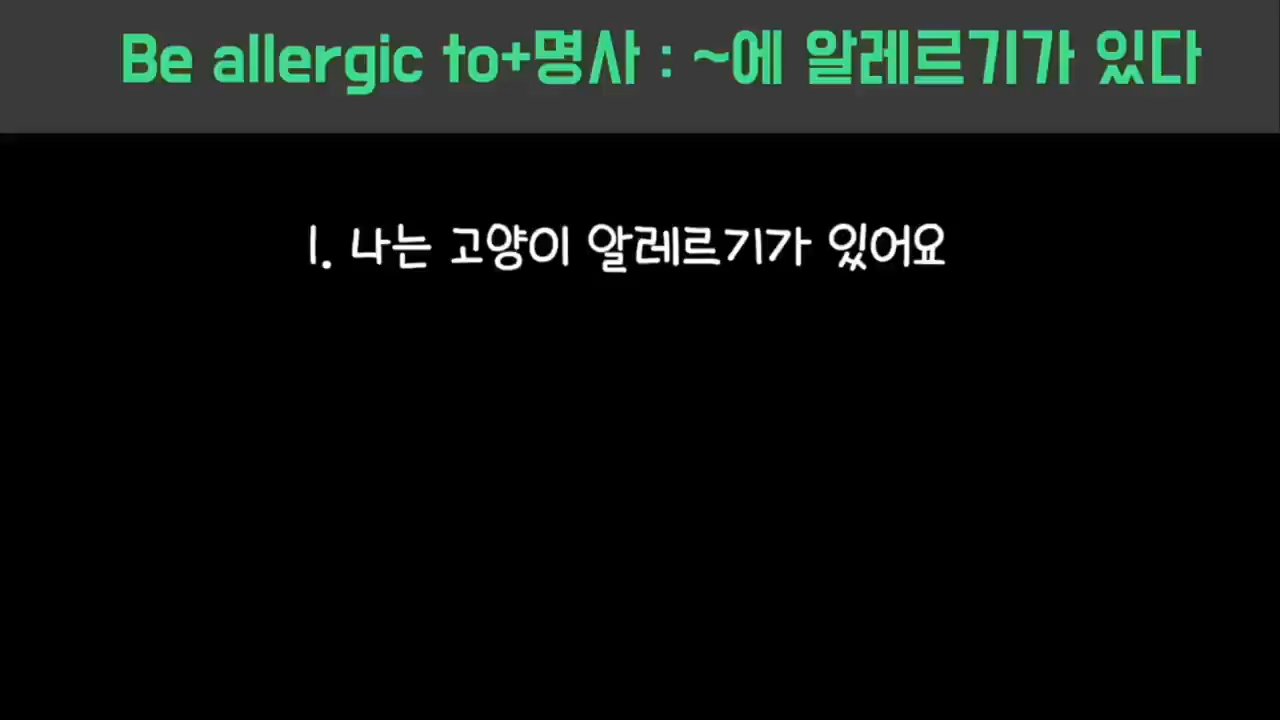 Be allergic to+명사 : ~에 알레르기가 있다
1. 나는 고양이 알레르기가 있어요